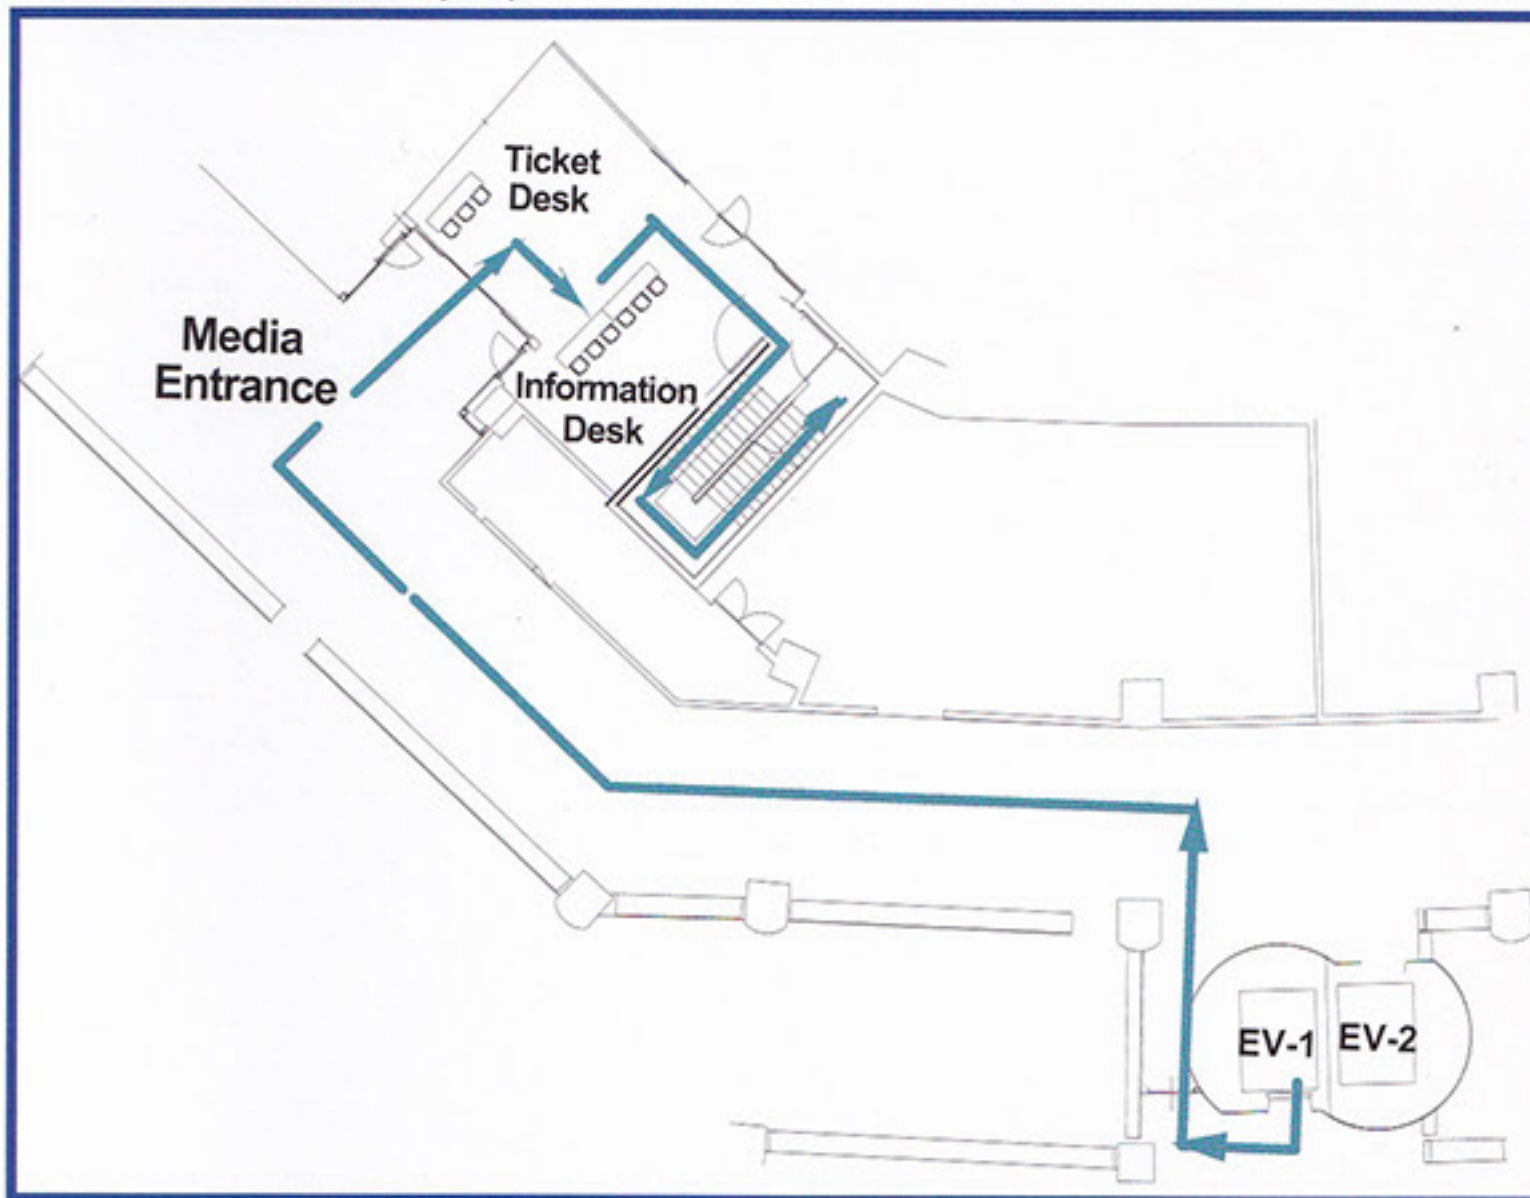 Ticket
Desk
Media
Entrance
Information
Desk
EV-1
EV-2